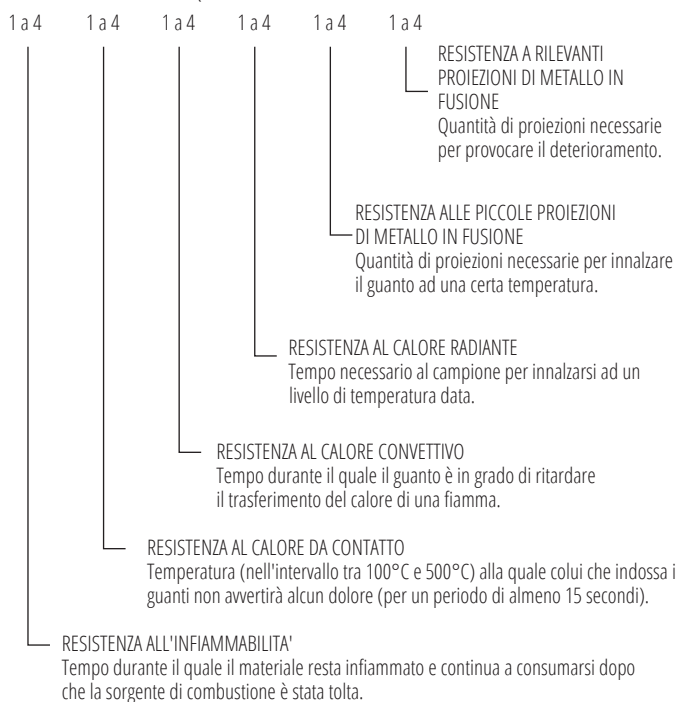 1 a 4 1 a 4 1 a 4 1 a 4 1 a 4 1 a 4
RESISTENZA A RILEVANTI
PROIEZIONI DI METALLO IN
FUSIONE
Quantità di proiezioni necessarie
per provocare il deterioramento.
RESISTENZA ALLE PICCOLE PROIEZIONI
DI METALLO IN FUSIONE
Quantità di proiezioni necessarie per innalzare
il guanto ad una certa temperatura.
RESISTENZA AL CALORE RADIANTE
Tempo necessario al campione per innalzarsi ad un
livello di temperatura data.
RESISTENZA AL CALORE CONVETTIVO
Tempo durante il quale il guanto è in grado di ritardare
il trasferimento del calore di una fiamma.
RESISTENZA AL CALORE DA CONTATTO
Temperatura (nell'intervallo tra 100°C e 500°C) alla quale colui che indossa i
guanti non avvertirà alcun dolore (per un periodo di almeno 15 secondi).
RESISTENZA ALL'INFIAMMABILITA'
Tempo durante il quale il materiale resta infiammato e continua a consumarsi dopo
che la sorgente di combustione è stata tolta.